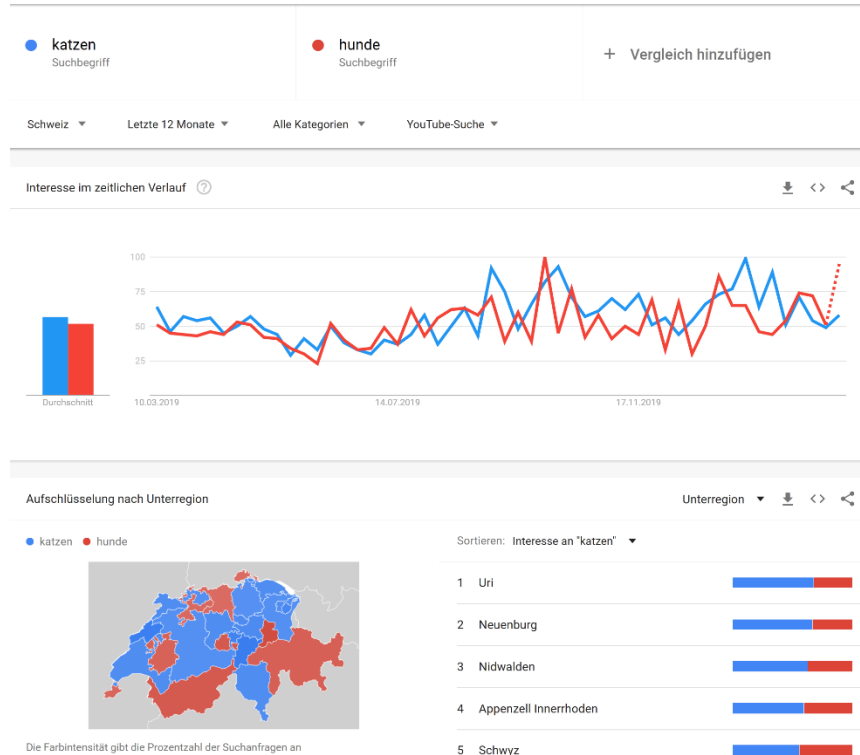 katzen
Suchbegriff
hunde
Suchbegriff
+ Vergleich hinzufügen
Schweiz
Letzte 12 Monate
Alle Kategorien
YouTube-Suche
Interesse im zeitlichen Verlauf
100
75
50
25
Durchschnitt
10.03.2019
14.07.2019
17.11.2019
Aufschlüsselung nach Unterregion
Unterregion
katzen
hunde
Sortieren: Interesse an "katzen"
1 Uri
2 Neuenburg
3 Nidwalden
4 Appenzell Innerrhoden
5 Schwyz
Die Farbintensität gibt die Prozentzahl der Suchanfragen an